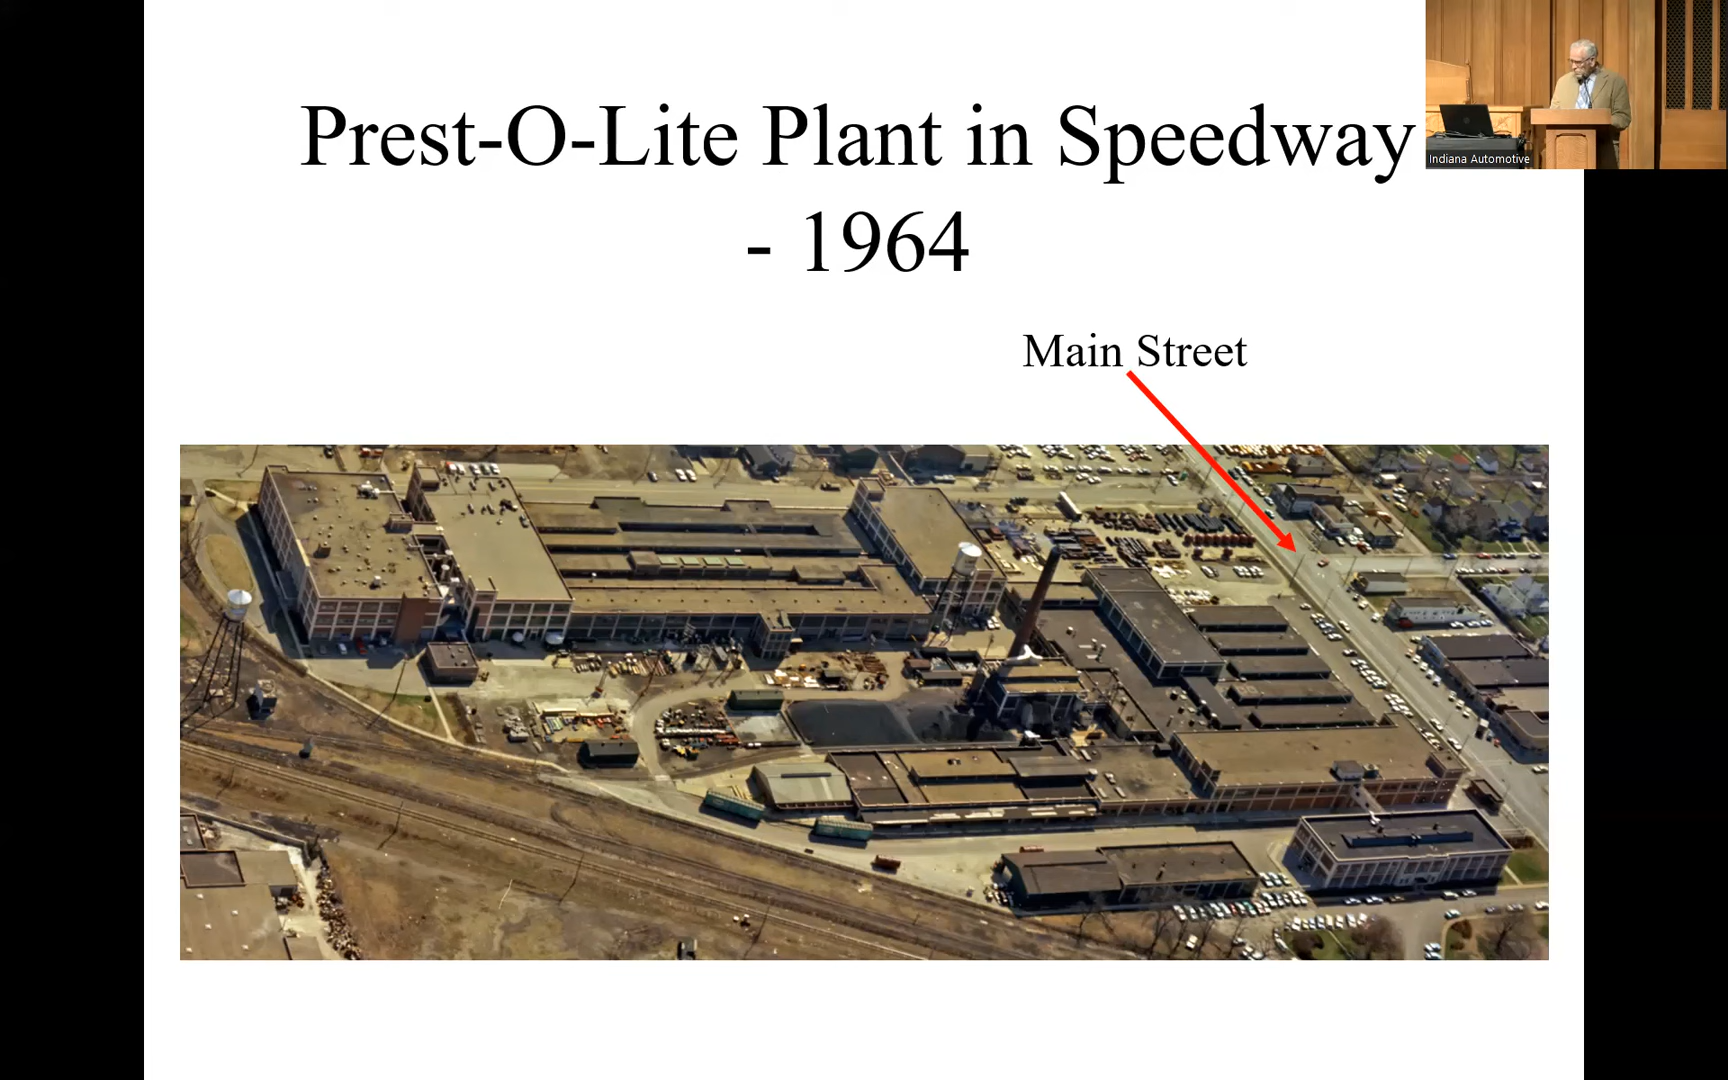 Prest-O-Lite Plant in Speedway
- 1964
Main Street
Indiana Automotive